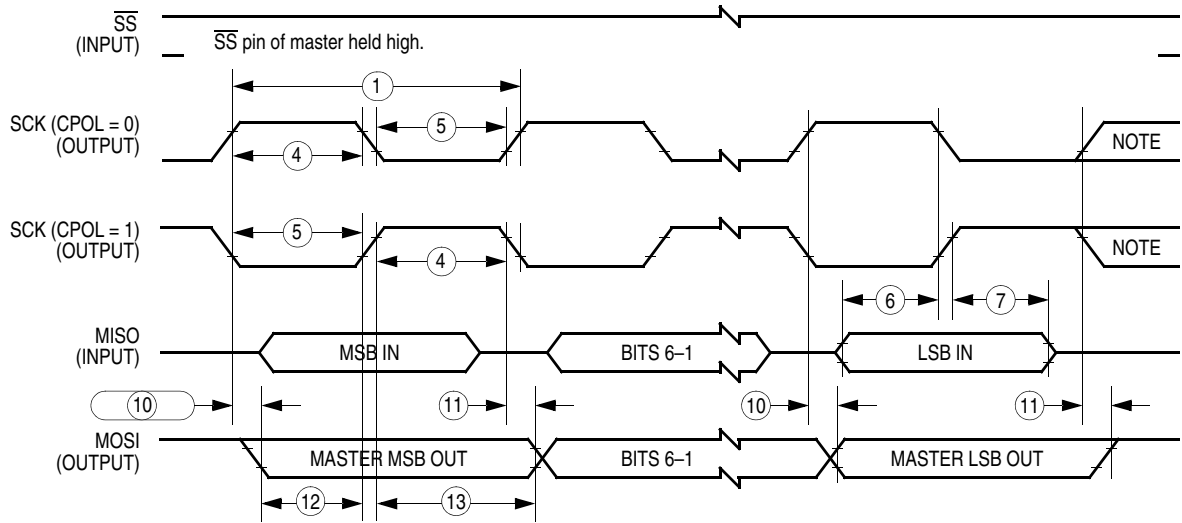 S̅S̅
(INPUT)
S̅S̅ pin of master held high.
1
SCK (CPOL = 0)
(OUTPUT)
5
4
NOTE
SCK (CPOL = 1)
(OUTPUT)
5
4
NOTE
6
7
MISO
(INPUT)
MSB IN
BITS 6–1
LSB IN
10
11
10
11
MOSI
(OUTPUT)
MASTER MSB OUT
BITS 6–1
MASTER LSB OUT
12
13